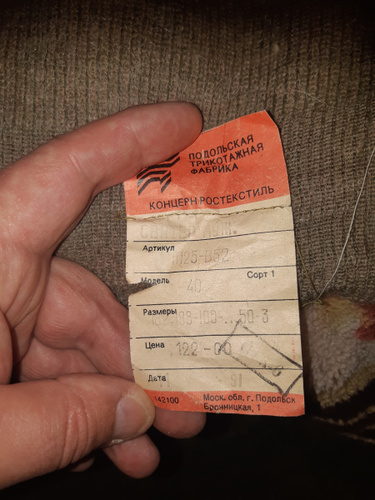 ПОДОЛЬСКАЯ
ТРИКОТАЖНАЯ
ФАБРИКА
КОНЦЕРН РОСТЕКСТИЛЬ
Артикул
Модель 40 Сорт 1
Размеры
Цена 122-00
Дата 91
142100 Моск. обл. г. Подольск
Бронницкая, 1